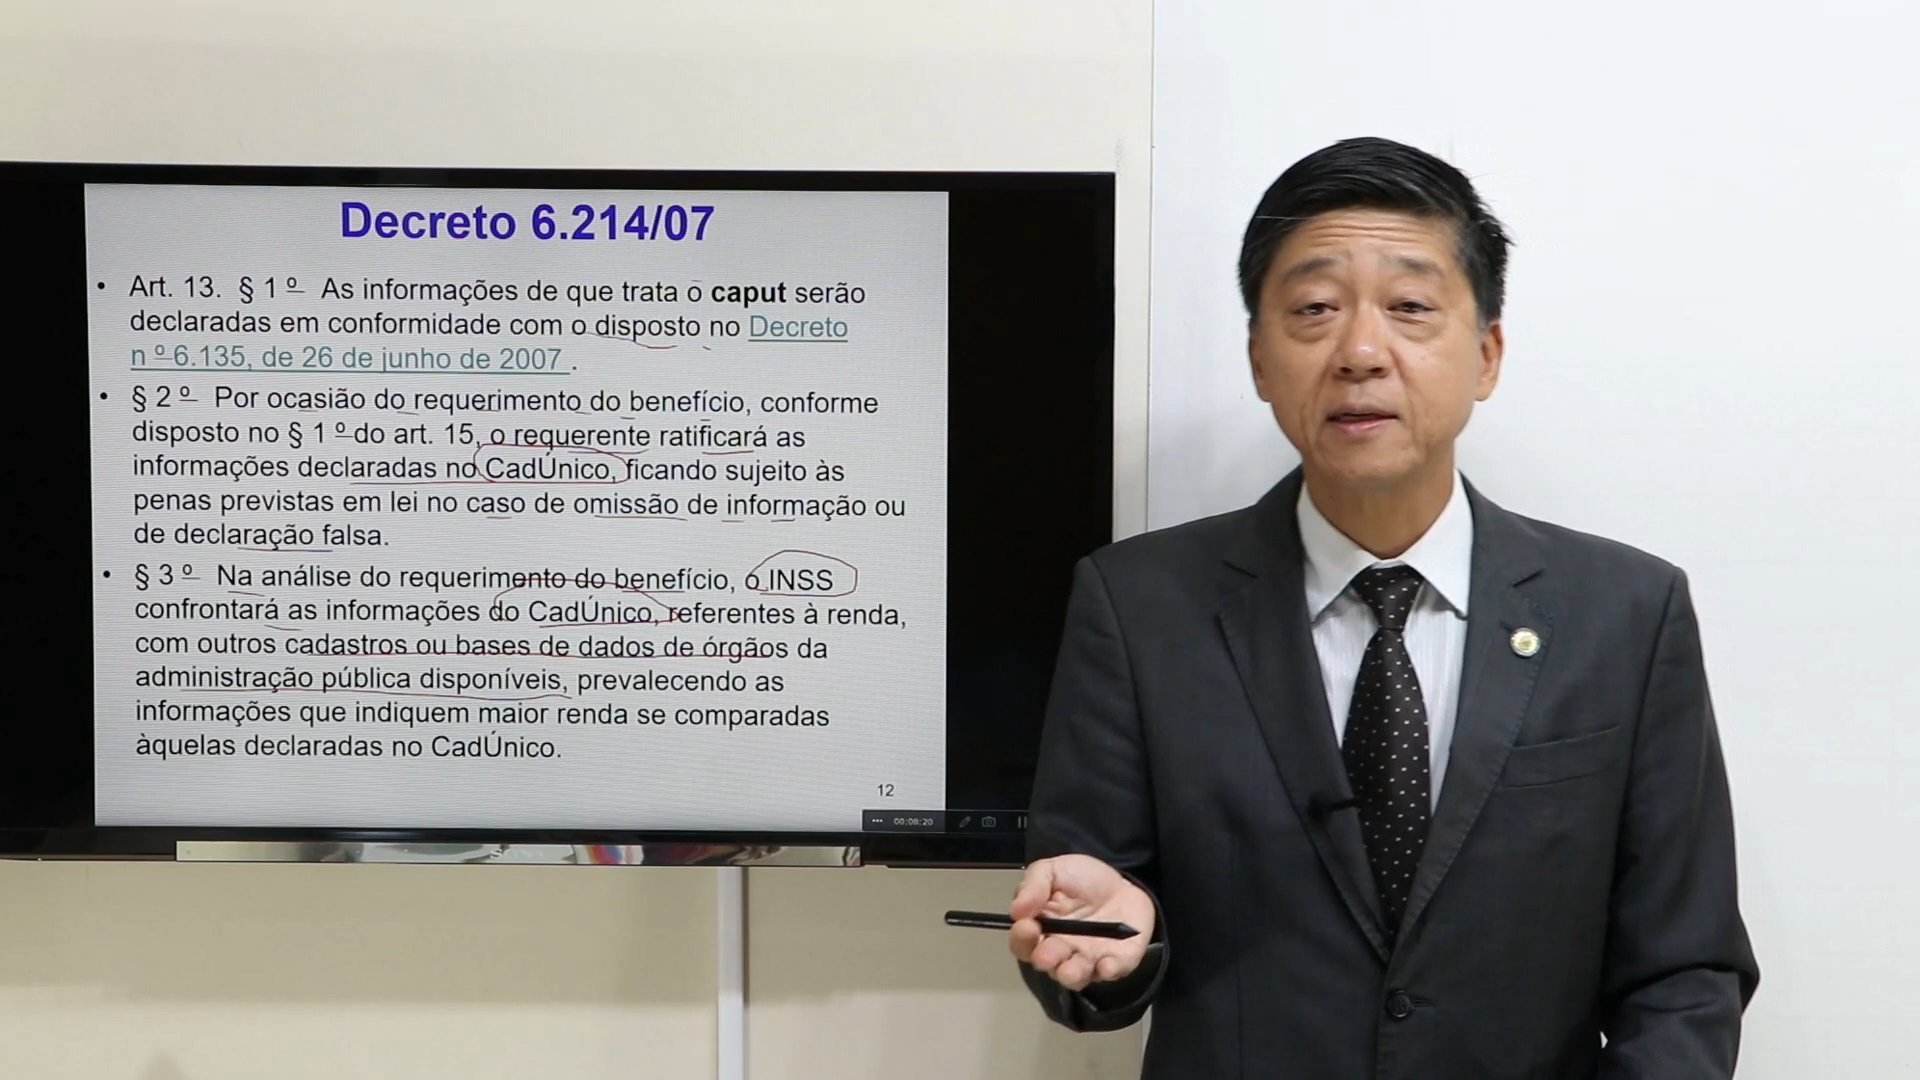 Decreto 6.214/07
• Art. 13. § 1 º As informações de que trata o caput serão
declaradas em conformidade com o disposto no Decreto
n º 6.135, de 26 de junho de 2007 .
• § 2 º Por ocasião do requerimento do benefício, conforme
disposto no § 1 º do art. 15, o requerente ratificará as
informações declaradas no CadÚnico, ficando sujeito às
penas previstas em lei no caso de omissão de informação ou
de declaração falsa.
• § 3 º Na análise do requerimento do benefício, o INSS
confrontará as informações do CadÚnico, referentes à renda,
com outros cadastros ou bases de dados de órgãos da
administração pública disponíveis, prevalecendo as
informações que indiquem maior renda se comparadas
àquelas declaradas no CadÚnico.
12
00:08:20